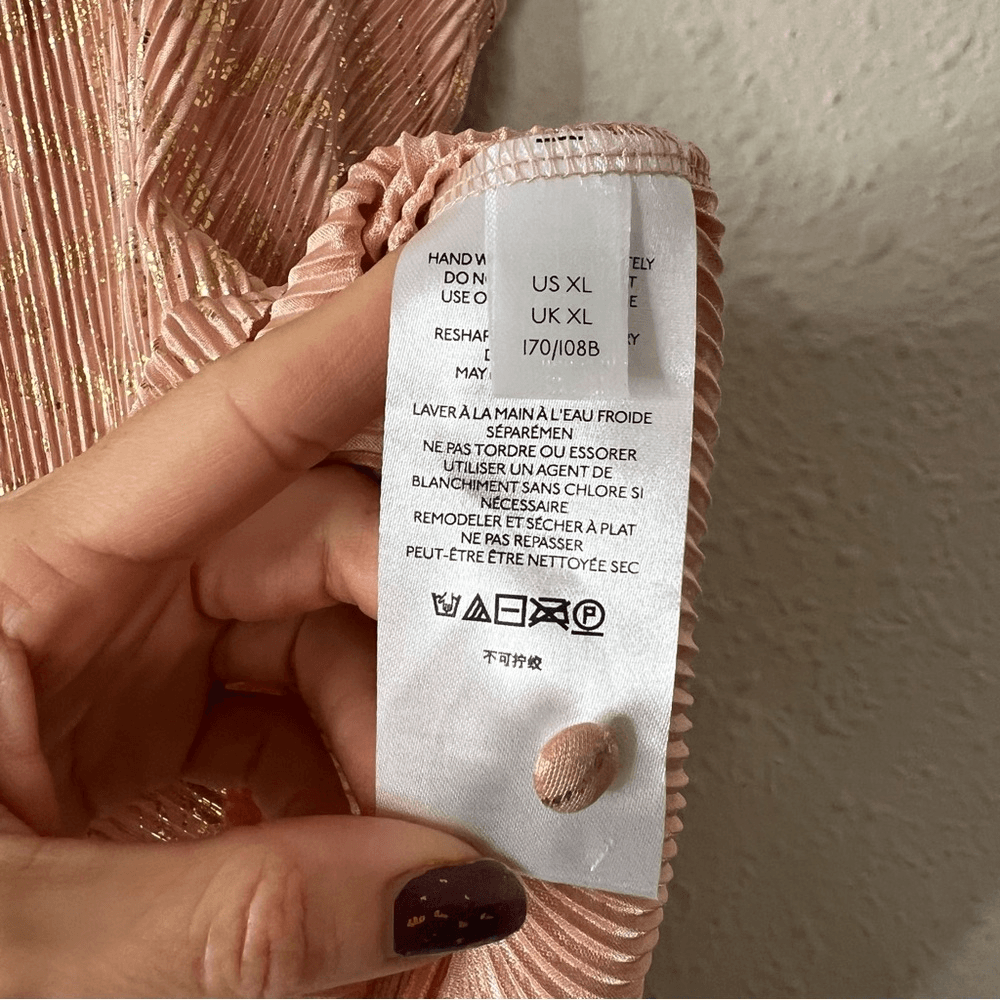 US XL
UK XL
170/108B
HAND
DO
USE
LAVER À LA MAIN À L'EAU FROIDE
SÉPARÉMEN
NE PAS TORDRE OU ESSORER
UTILISER UN AGENT DE
BLANCHIMENT SANS CHLORE SI
NÉCESSAIRE
REMODELER ET SÉCHER À PLAT
NE PAS REPASSER
PEUT-ÊTRE ÊTRE NETTOYÉE SEC
P
不可拧绞